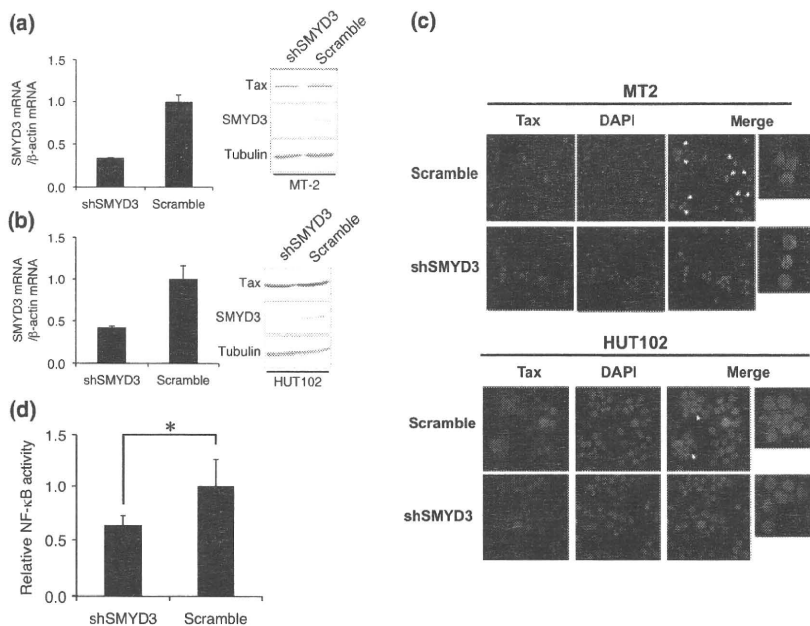 (a)
SMYD3 mRNA
/β-actin mRNA
1.5
1.0
0.5
0.0
shSMYD3
Scramble
shSMYD3
Scramble
Tax
SMYD3
Tubulin
MT-2
(b)
SMYD3 mRNA
/β-actin mRNA
1.5
1.0
0.5
0.0
shSMYD3
Scramble
shSMYD3
Scramble
Tax
SMYD3
Tubulin
HUT102
(c)
MT2
Tax
DAPI
Merge
Scramble
shSMYD3
HUT102
Tax
DAPI
Merge
Scramble
shSMYD3
(d)
Relative NF-κB activity
1.5
1.0
0.5
0
*
shSMYD3
Scramble